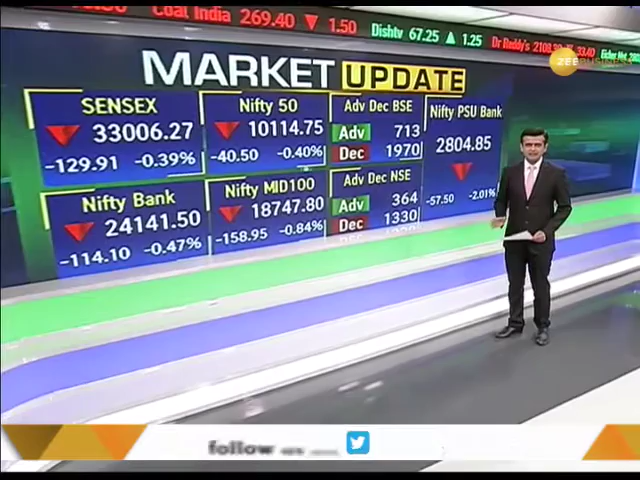 Coal India 269.40 ▼ 1.50 Dishtv 67.25 ▲ 1.25 Dr Reddy's
ZEEBUSINESS
MARKET UPDATE
SENSEX
33006.27
-129.91 -0.39%
Nifty 50
10114.75
-40.50 -0.40%
Adv Dec BSE
Adv 713
Dec 1970
Nifty PSU Bank
2804.85
-57.50 -2.01%
Nifty Bank
24141.50
-114.10 -0.47%
Nifty MID100
18747.80
-158.95 -0.84%
Adv Dec NSE
Adv 364
Dec 1330
follow